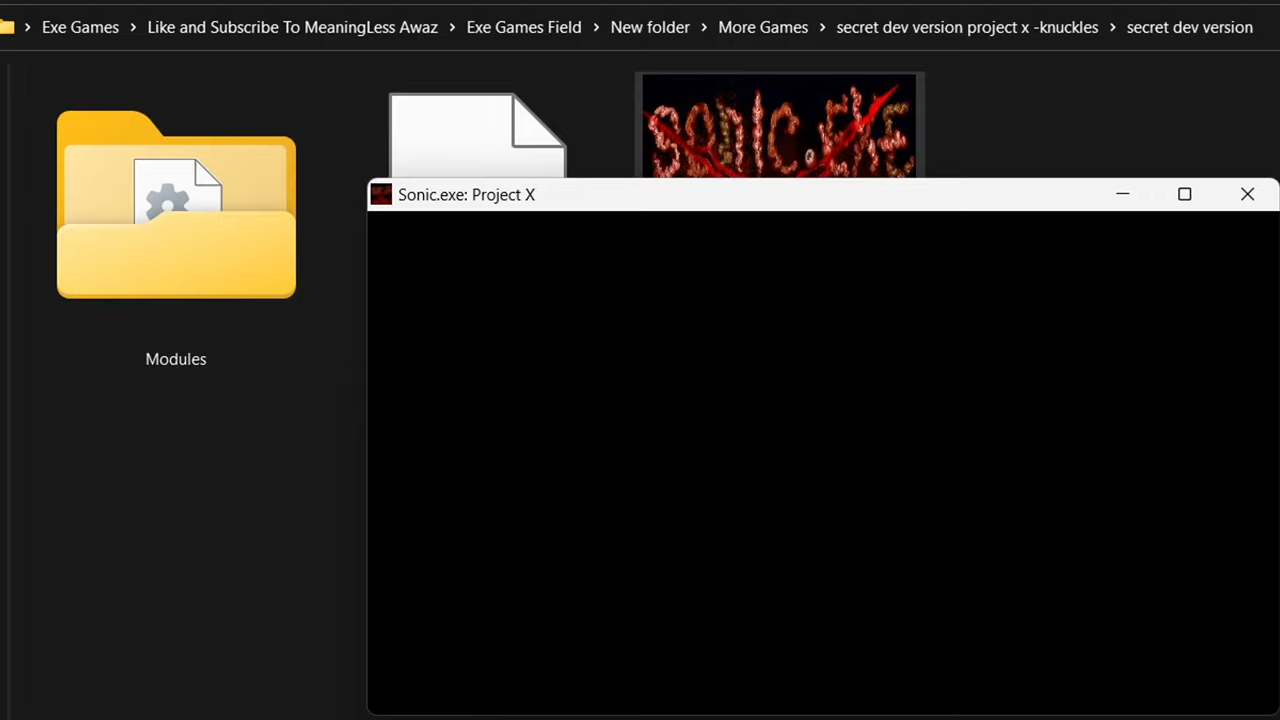 Exe Games > Like and Subscribe To MeaningLess Awaz > Exe Games Field > New folder > More Games > secret dev version project x -knuckles > secret dev version
SONIC.EXE
Sonic.exe: Project X
Modules